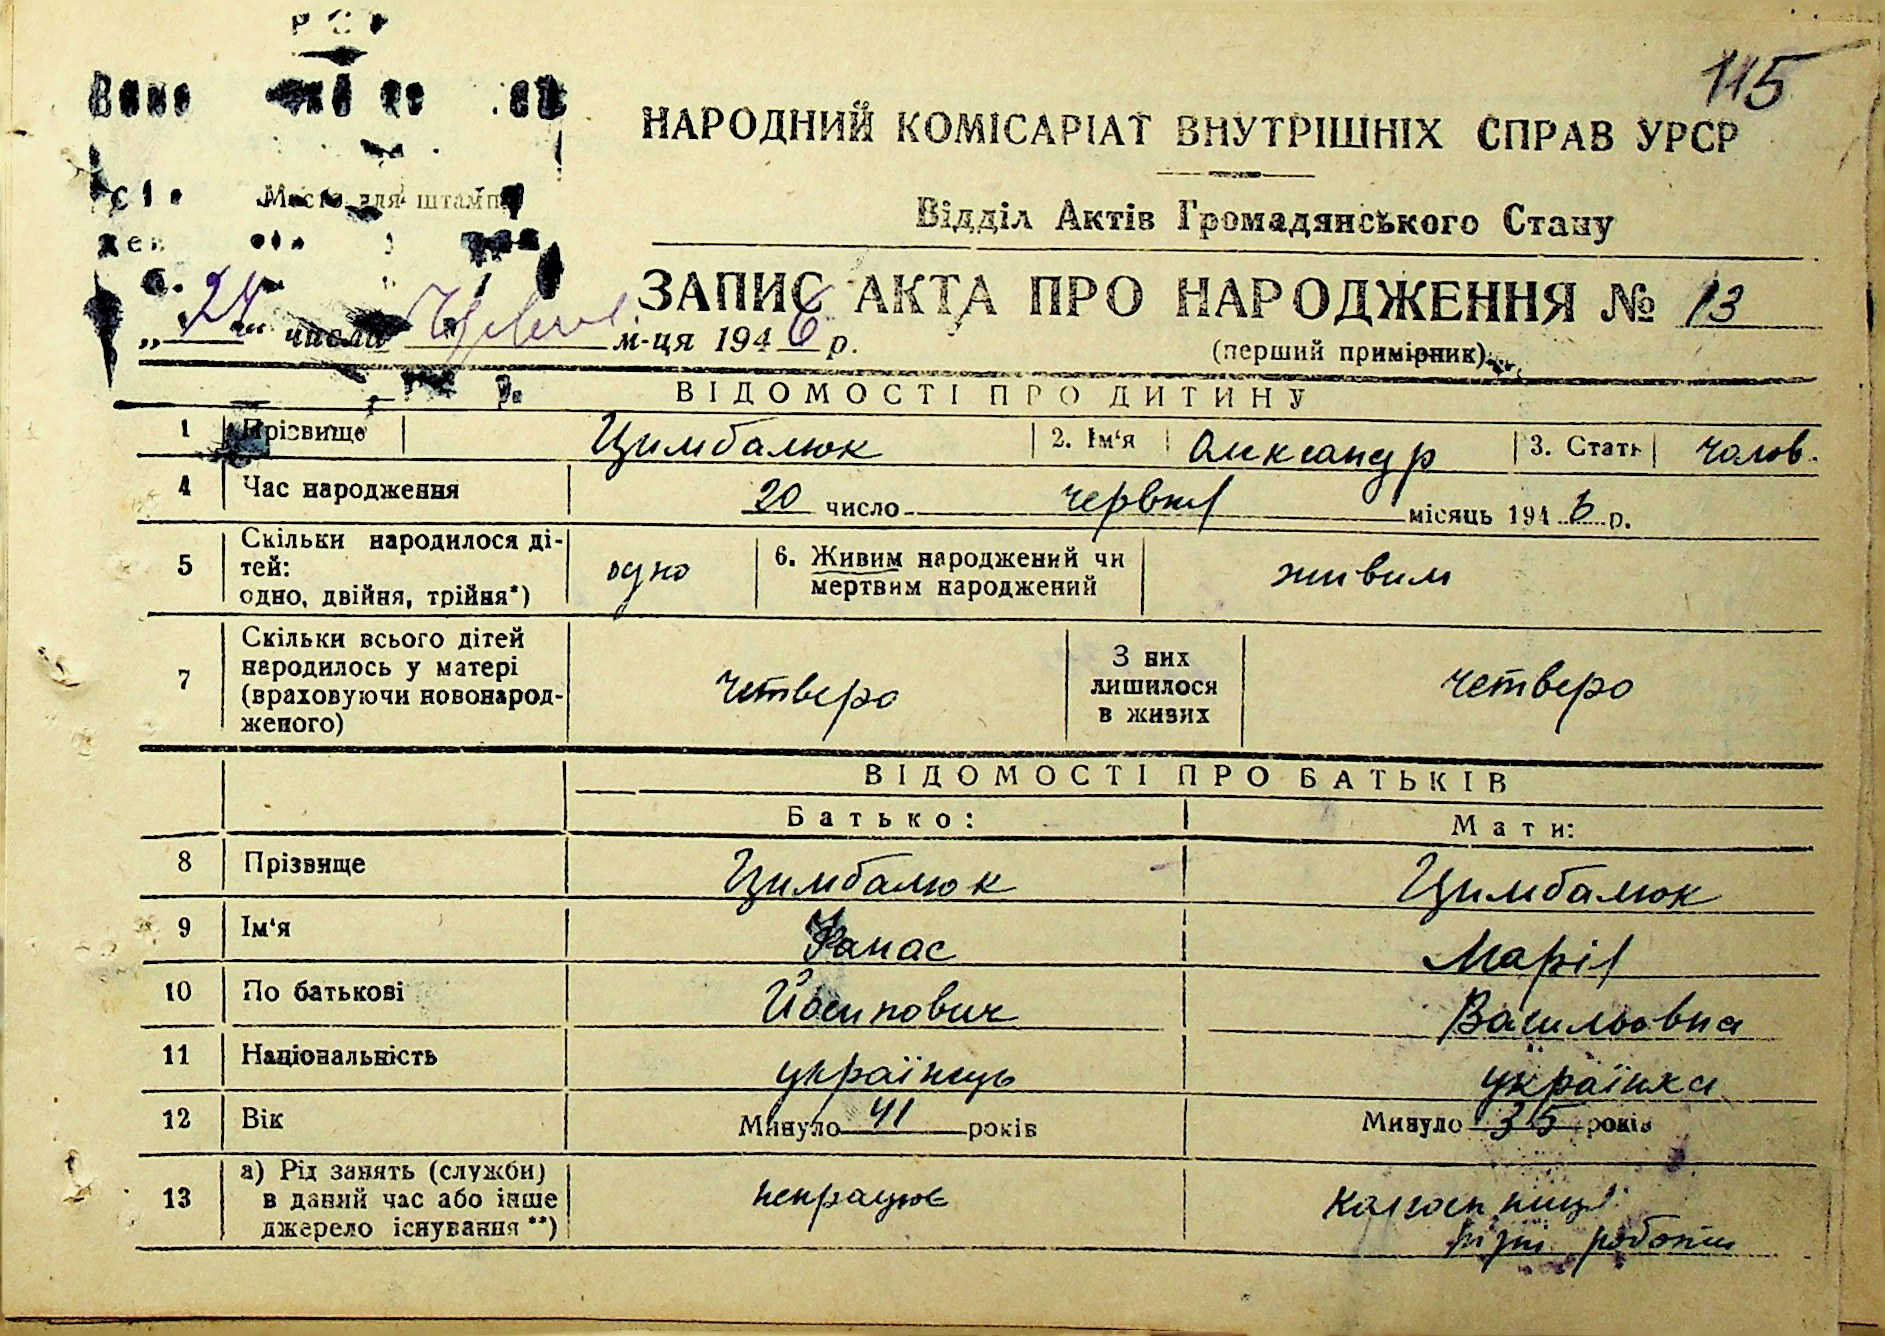 115
НАРОДНИЙ КОМІСАРІАТ ВНУТРІШНІХ СПРАВ УРСР
Місце для штампу
Відділ Актів Громадянського Стану
ЗАПИС АКТА ПРО НАРОДЖЕННЯ № 13
„24“ числа Червня м-ця 1946 р.
(перший примірник)
ВІДОМОСТІ ПРО ДИТИНУ
1 Прізвище Цимбалюк 2. Ім‘я Олександр 3. Стать чолов.
4 Час народження 20 число червня місяць 1946 р.
5 Скільки народилося ді-
тей:
одно, двійня, трійня*) одно 6. Живим народжений чи
мертвим народжений живим
7 Скільки всього дітей
народилось у матері
(враховуючи новонарод-
женого) четверо З них
лишилося
в живих четверо
ВІДОМОСТІ ПРО БАТЬКІВ
Батько: Мати:
8 Прізвище Цимбалюк Цимбалюк
9 Ім‘я Панас Марія
10 По батькові Йосипович Васильовна
11 Національність українець українка
12 Вік Минуло 41 років Минуло 35 років
13 а) Рід занять (служби)
в даний час або інше
джерело існування**) непрацює колгоспниця
різні роботи